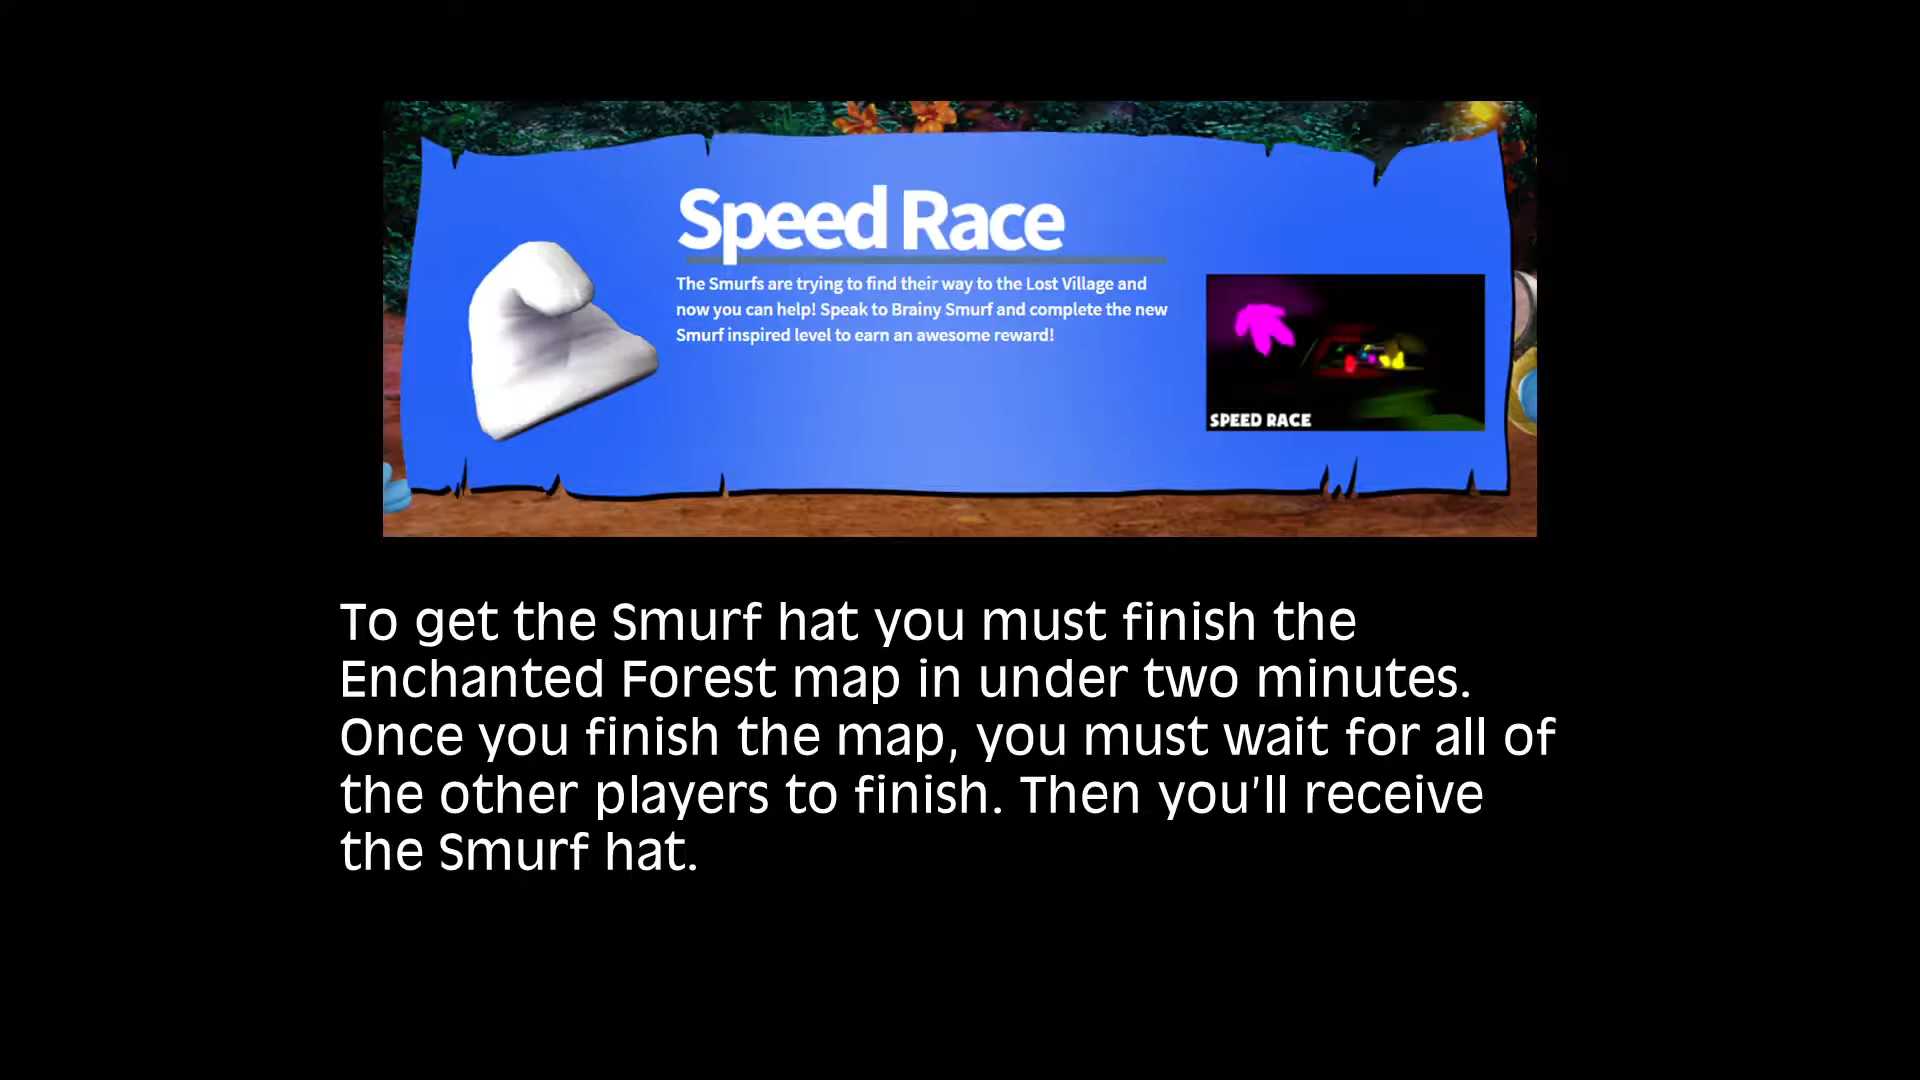 Speed Race
The Smurfs are trying to find their way to the Lost Village and
now you can help! Speak to Brainy Smurf and complete the new
Smurf inspired level to earn an awesome reward!
SPEED RACE
To get the Smurf hat you must finish the
Enchanted Forest map in under two minutes.
Once you finish the map, you must wait for all of
the other players to finish. Then you’ll receive
the Smurf hat.